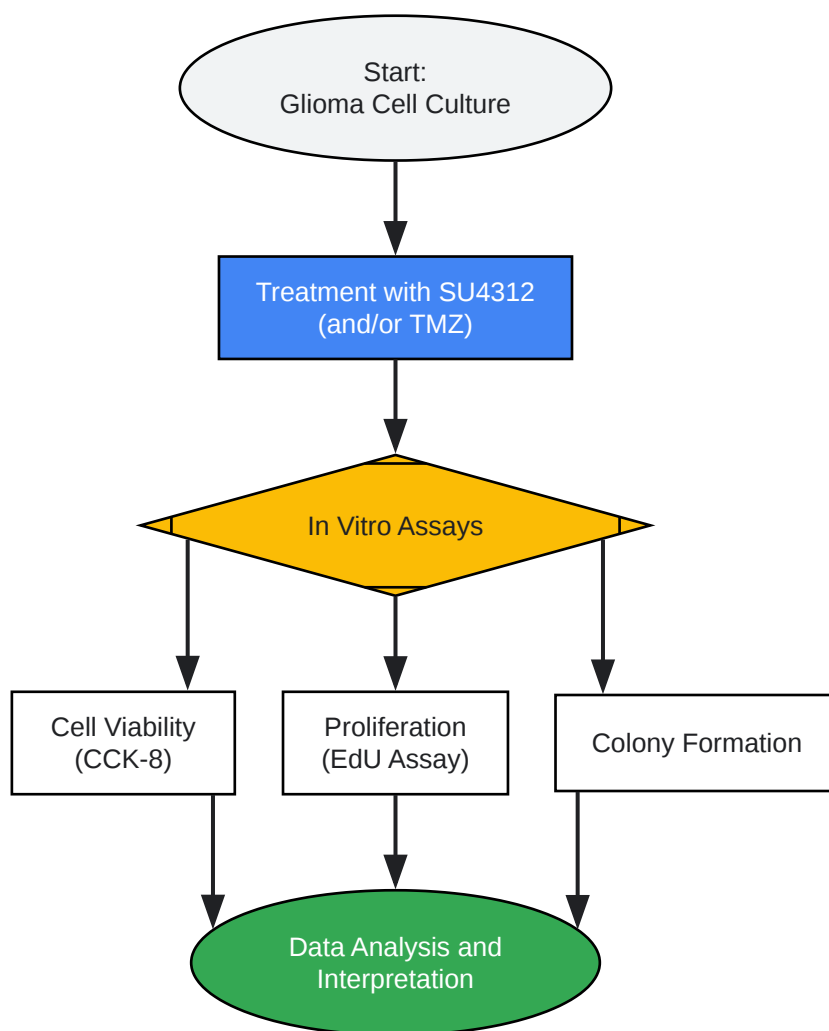 Start:
Glioma Cell Culture
Treatment with SU4312
(and/or TMZ)
In Vitro Assays
Cell Viability
(CCK-8)
Proliferation
(EdU Assay)
Colony Formation
Data Analysis and
Interpretation